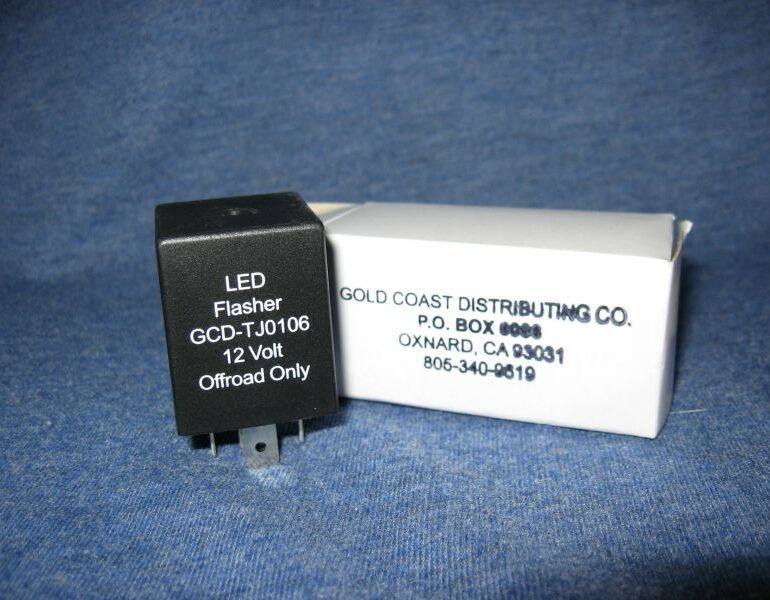 LED
Flasher
GCD-TJ0106
12 Volt
Offroad Only
GOLD COAST DISTRIBUTING CO.
P.O. BOX
OXNARD, CA 93031
805-340-9519